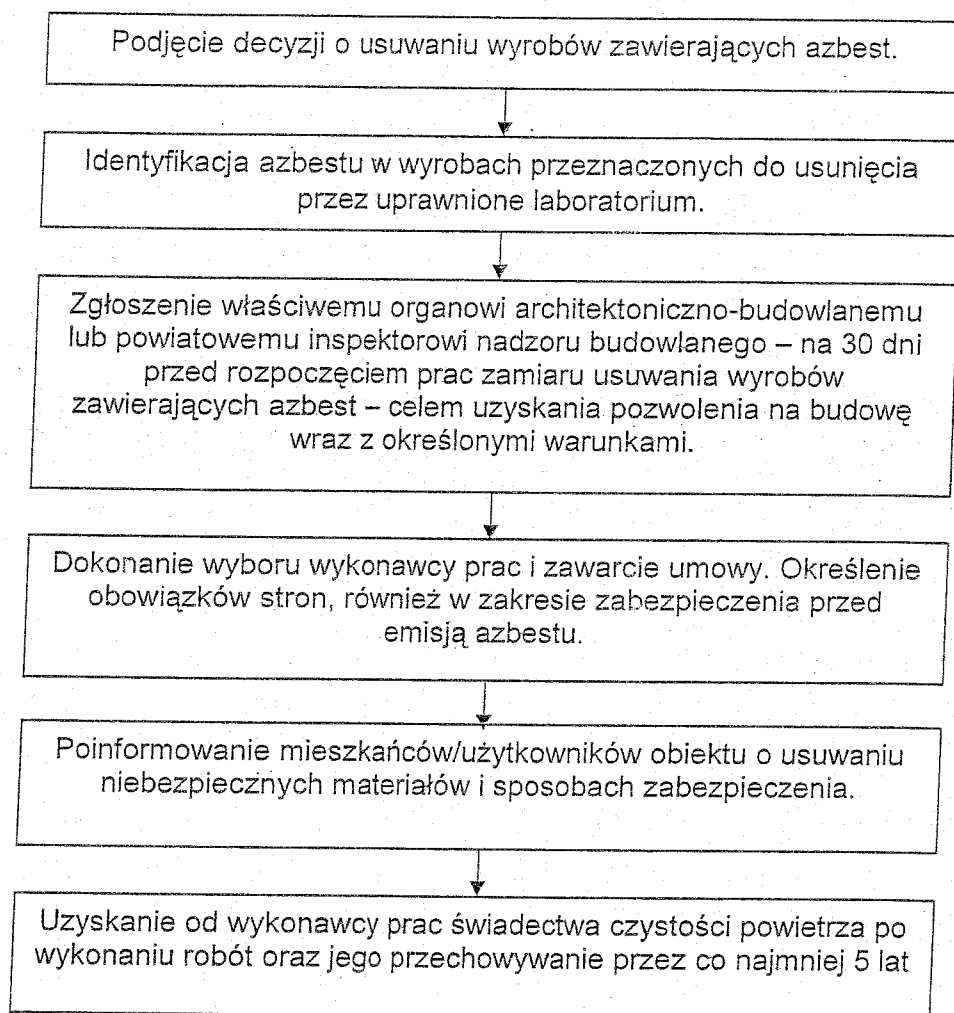 Podjęcie decyzji o usuwaniu wyrobów zawierających azbest.
Identyfikacja azbestu w wyrobach przeznaczonych do usunięcia
przez uprawnione laboratorium.
Zgłoszenie właściwemu organowi architektoniczno-budowlanemu
lub powiatowemu inspektorowi nadzoru budowlanego – na 30 dni
przed rozpoczęciem prac zamiaru usuwania wyrobów
zawierających azbest – celem uzyskania pozwolenia na budowę
wraz z określonymi warunkami.
Dokonanie wyboru wykonawcy prac i zawarcie umowy. Określenie
obowiązków stron, również w zakresie zabezpieczenia przed
emisją azbestu.
Poinformowanie mieszkańców/użytkowników obiektu o usuwaniu
niebezpiecznych materiałów i sposobach zabezpieczenia.
Uzyskanie od wykonawcy prac świadectwa czystości powietrza po
wykonaniu robót oraz jego przechowywanie przez co najmniej 5 lat